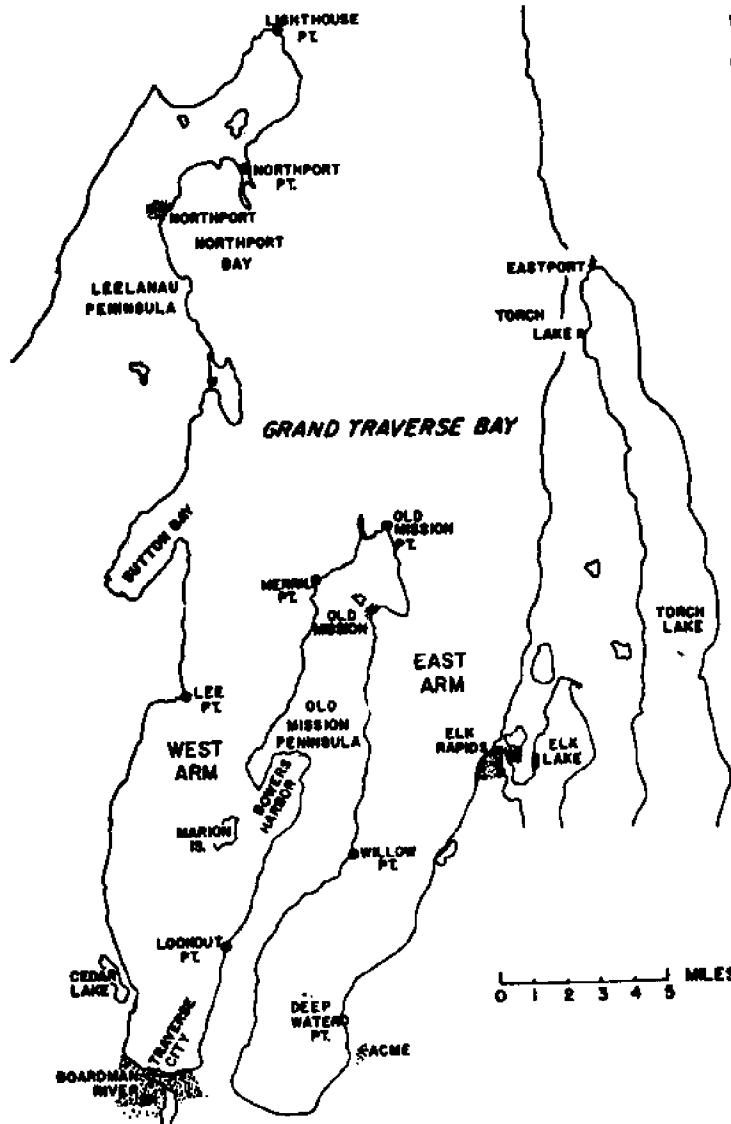 LIGHTHOUSE
PT.
NORTHPORT
PT.
NORTHPORT
NORTHPORT
BAY
LEELANAU
PENINSULA
EASTPORT
TORCH
LAKE
GRAND TRAVERSE BAY
SUTTON BAY
OLD
MISSION
PT.
MERRILL
PT.
OLD
MISSION
TORCH
LAKE
EAST
ARM
LEE
PT.
OLD
MISSION
PENINSULA
WEST
ARM
ELK
RAPIDS
ELK
LAKE
BOWERS
HARBOR
MARION
IS.
WILLOW
PT.
LOOKOUT
PT.
CEDAR
LAKE
0 1 2 3 5 MILES
DEEP
WATER
PT.
TRAVERSE
CITY
ACME
BOARDMAN
RIVER